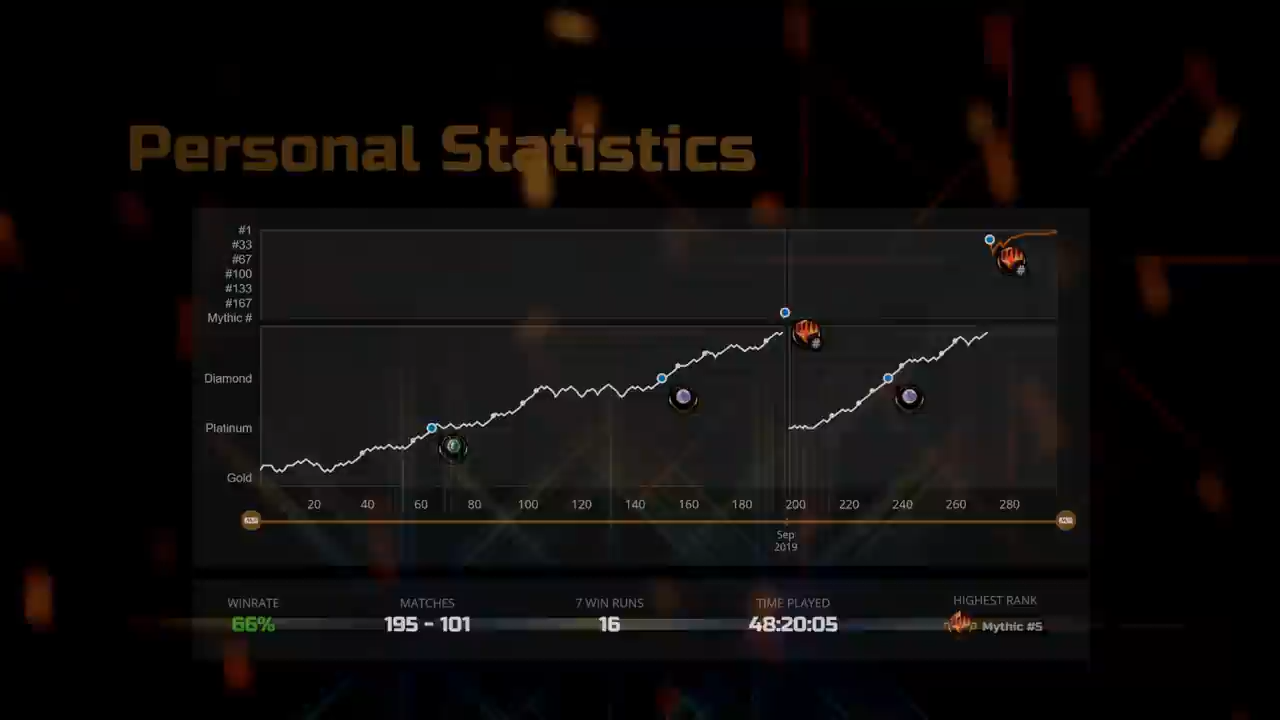 Personal Statistics
#1
#33
#67
#100
#133
#167
Mythic #
Diamond
Platinum
Gold
20 40 60 80 100 120 140 160 180 200 220 240 260 280
Sep
2019
WINRATE MATCHES 7 WIN RUNS TIME PLAYED HIGHEST RANK
66% 195 - 101 16 48:20:05 Mythic #5